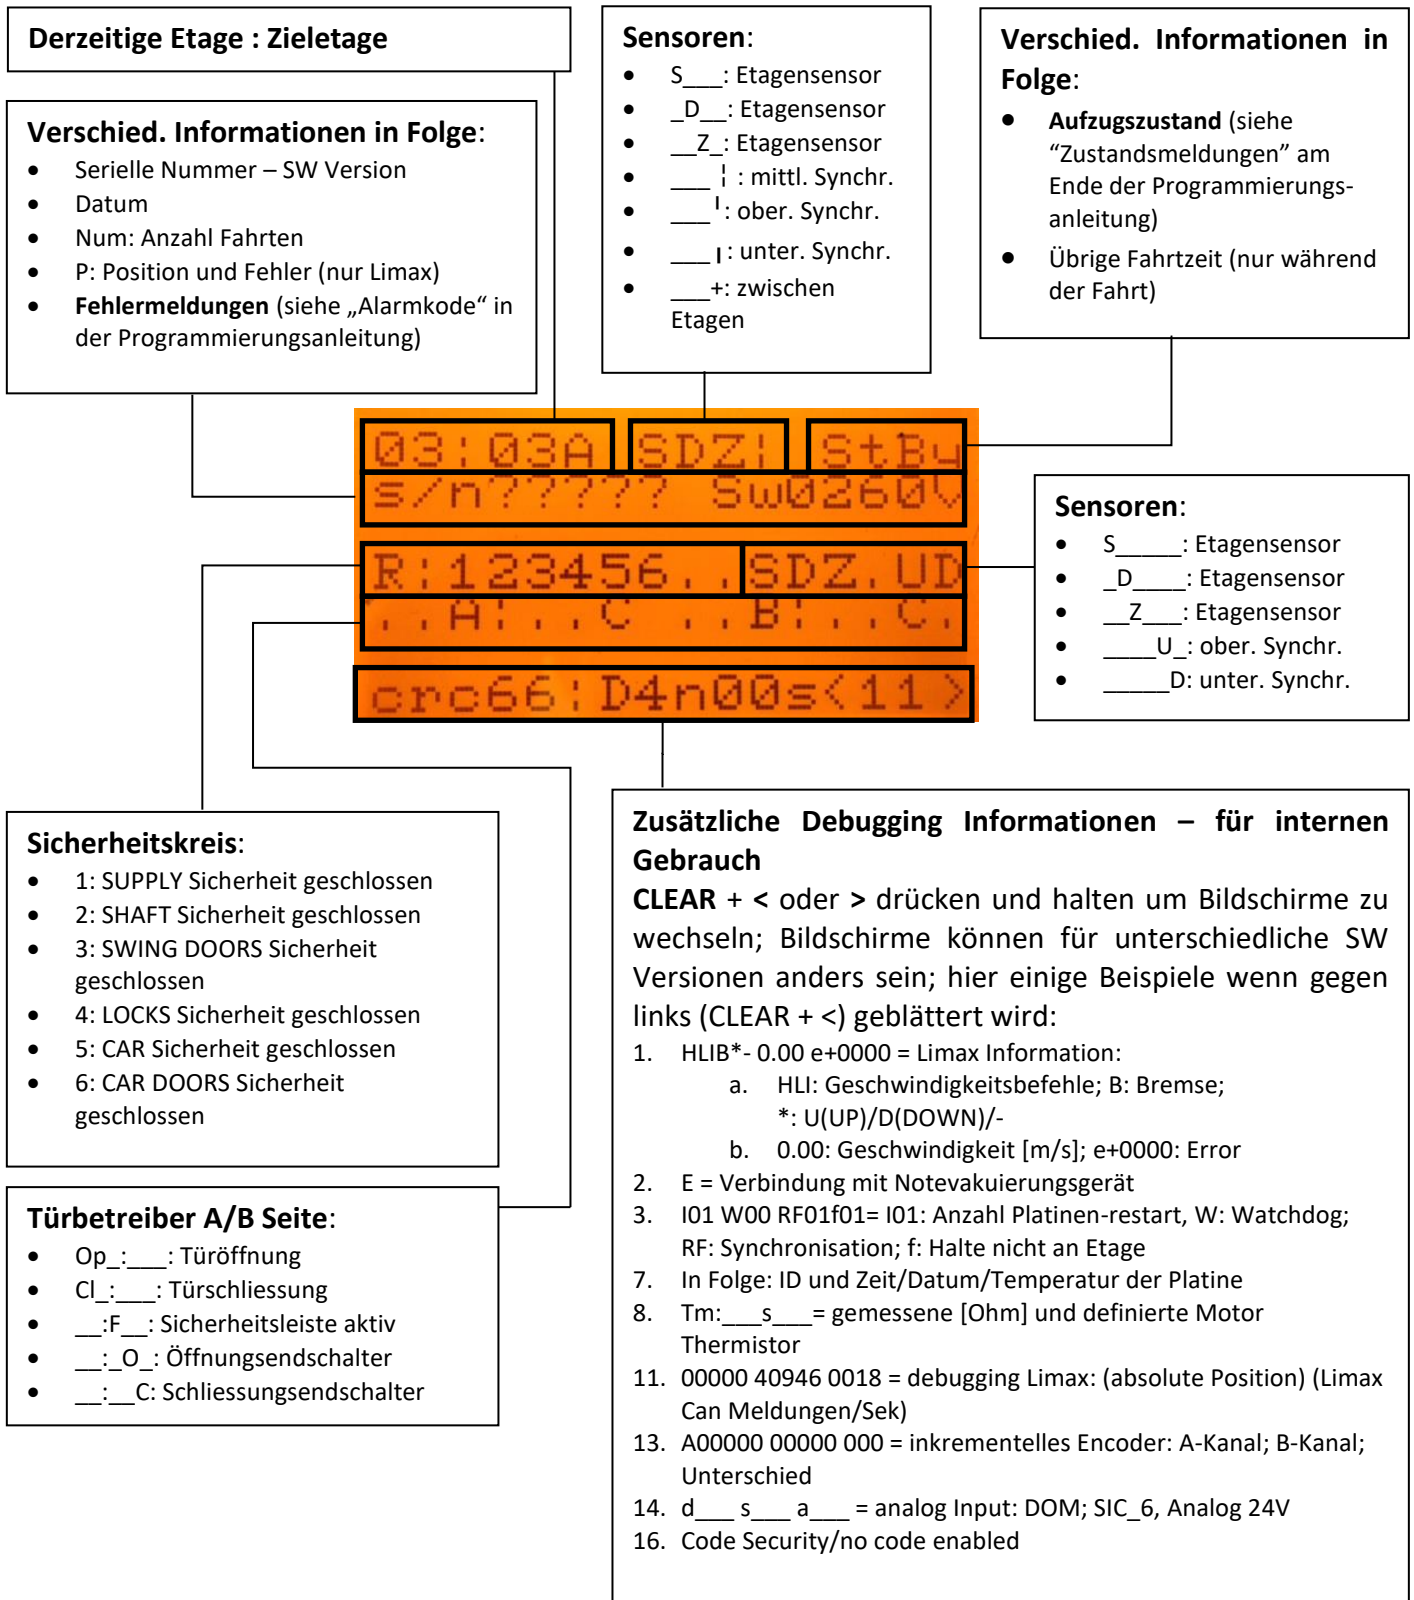 Derzeitige Etage : Zieletage
Verschied. Informationen in Folge:
• Serielle Nummer – SW Version
• Datum
• Num: Anzahl Fahrten
• P: Position und Fehler (nur Limax)
• Fehlermeldungen (siehe „Alarmkode“ in
der Programmierungsanleitung)
Sensoren:
• S___: Etagensensor
• _D__: Etagensensor
• __Z_: Etagensensor
• ___ ¦ : mittl. Synchr.
• ___╵: ober. Synchr.
• ___╷: unter. Synchr.
• ___+: zwischen
Etagen
Verschied. Informationen in
Folge:
• Aufzugszustand (siehe
“Zustandsmeldungen” am
Ende der Programmierungs-
anleitung)
• Übrige Fahrtzeit (nur während
der Fahrt)
03:03A SDZ¦ StBy
s/n????? Sw0260V
R:123456..SDZ.UD
..A¦..C ..B¦..C.
crc66:D4n00s<11>
Sensoren:
• S_____: Etagensensor
• _D____: Etagensensor
• __Z___: Etagensensor
• ____U_: ober. Synchr.
• _____D: unter. Synchr.
Sicherheitskreis:
• 1: SUPPLY Sicherheit geschlossen
• 2: SHAFT Sicherheit geschlossen
• 3: SWING DOORS Sicherheit
geschlossen
• 4: LOCKS Sicherheit geschlossen
• 5: CAR Sicherheit geschlossen
• 6: CAR DOORS Sicherheit
geschlossen
Türbetreiber A/B Seite:
• Op_:___: Türöffnung
• Cl_:___: Türschliessung
• __:F__: Sicherheitsleiste aktiv
• __:_O_: Öffnungsendschalter
• __:__C: Schliessungsendschalter
Zusätzliche Debugging Informationen – für internen
Gebrauch
CLEAR + < oder > drücken und halten um Bildschirme zu
wechseln; Bildschirme können für unterschiedliche SW
Versionen anders sein; hier einige Beispiele wenn gegen
links (CLEAR + <) geblättert wird:
1. HLIB*- 0.00 e+0000 = Limax Information:
a. HLI: Geschwindigkeitsbefehle; B: Bremse;
*: U(UP)/D(DOWN)/-
b. 0.00: Geschwindigkeit [m/s]; e+0000: Error
2. E = Verbindung mit Notevakuierungsgerät
3. I01 W00 RF01f01= I01: Anzahl Platinen-restart, W: Watchdog;
RF: Synchronisation; f: Halte nicht an Etage
7. In Folge: ID und Zeit/Datum/Temperatur der Platine
8. Tm:___s___= gemessene [Ohm] und definierte Motor
Thermistor
11. 00000 40946 0018 = debugging Limax: (absolute Position) (Limax
Can Meldungen/Sek)
13. A00000 00000 000 = inkrementelles Encoder: A-Kanal; B-Kanal;
Unterschied
14. d___ s___ a___ = analog Input: DOM; SIC_6, Analog 24V
16. Code Security/no code enabled